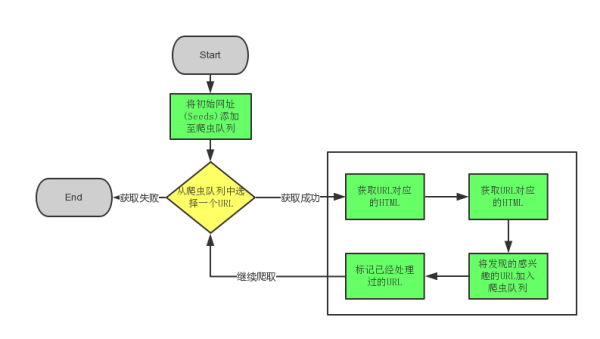 Start
将初始网址
(Seeds)添加
至爬虫队列
End
获取失败
从爬虫队列中选
择一个URL
获取成功
获取URL对应
的HTML
获取URL对应
的HTML
继续爬取
标记已经处理
过的URL
将发现的感兴
趣的URL加入
爬虫队列